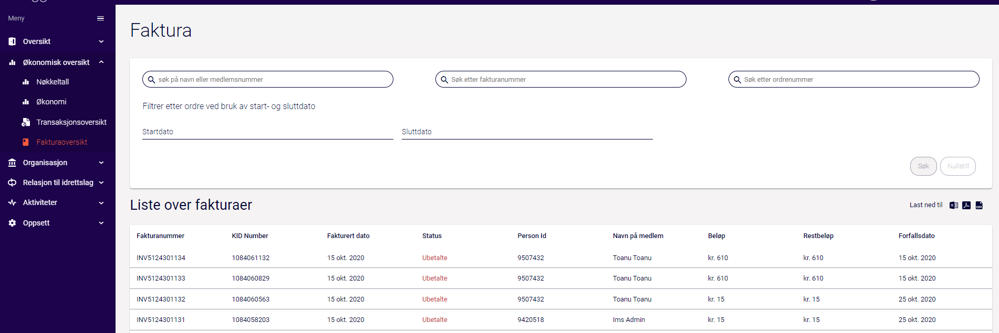 Meny
Oversikt
Økonomisk oversikt
Nøkkeltall
Økonomi
Transaksjonsoversikt
Fakturaoversikt
Organisasjon
Relasjon til idrettslag
Aktiviteter
Oppsett
Faktura
søk på navn eller medlemsnummer
Søk etter fakturanummer
Søk etter ordrenummer
Filtrer etter ordre ved bruk av start- og sluttdato
Startdato
Sluttdato
Søk
Nullstill
Liste over fakturaer
Last ned til
CSV
Fakturanummer KID Number Fakturert dato Status Person Id Navn på medlem Beløp Restbeløp Forfallsdato
INV5124301134 1084061132 15 okt. 2020 Ubetalte 9507432 Toanu Toanu kr. 610 kr. 610 15 okt. 2020
INV5124301133 1084060829 15 okt. 2020 Ubetalte 9507432 Toanu Toanu kr. 610 kr. 610 15 okt. 2020
INV5124301132 1084060563 15 okt. 2020 Ubetalte 9507432 Toanu Toanu kr. 15 kr. 15 25 okt. 2020
INV5124301131 1084058203 15 okt. 2020 Ubetalte 9420518 Ims Admin kr. 15 kr. 15 25 okt. 2020